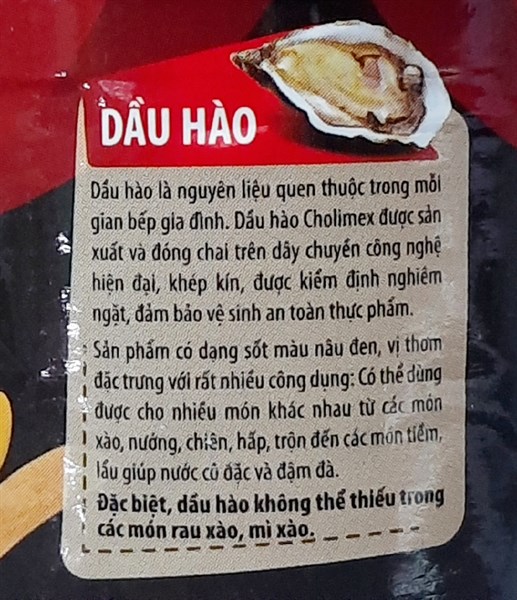 DẦU HÀO
Dầu hào là nguyên liệu quen thuộc trong mỗi
gian bếp gia đình. Dầu hào Cholimex được sản
xuất và đóng chai trên dây chuyền công nghệ
hiện đại, khép kín, được kiểm định nghiêm
ngặt, đảm bảo vệ sinh an toàn thực phẩm.
Sản phẩm có dạng sốt màu nâu đen, vị thơm
đặc trưng với rất nhiều công dụng: Có thể dùng
được cho nhiều món khác nhau từ các món
xào, nướng, chiên, hấp, trộn đến các món tiềm,
lẩu giúp nước cô đặc và đậm đà.
Đặc biệt, dầu hào không thể thiếu trong
các món rau xào, mì xào.